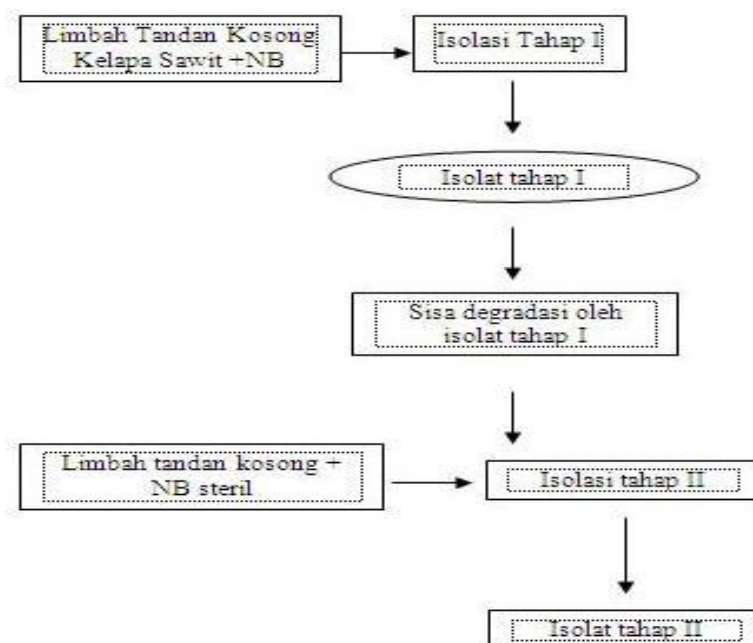 Limbah Tandan Kosong
Kelapa Sawit +NB
Isolasi Tahap I
Isolat tahap I
Sisa degradasi oleh
isolat tahap I
Limbah tandan kosong +
NB steril
Isolasi tahap II
Isolat tahap II